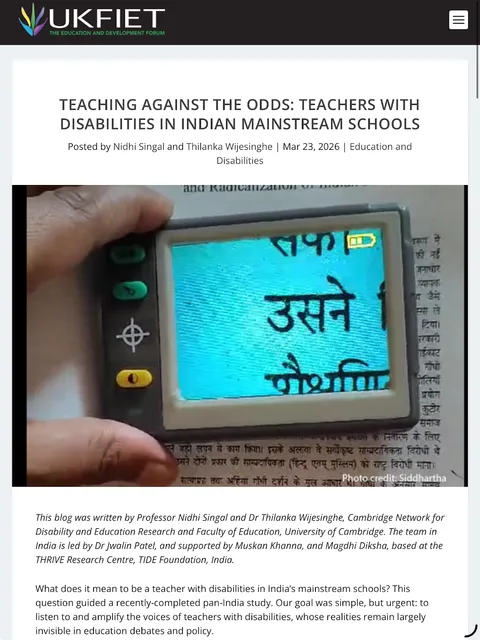 UKFIET
THE EDUCATION AND DEVELOPMENT FORUM
TEACHING AGAINST THE ODDS: TEACHERS WITH
DISABILITIES IN INDIAN MAINSTREAM SCHOOLS
Posted by Nidhi Singal and Thilanka Wijesinghe | Mar 23, 2026 | Education and
Disabilities
and Radicalization of
उसने
Photo credit: Siddhartha
This blog was written by Professor Nidhi Singal and Dr Thilanka Wijesinghe, Cambridge Network for
Disability and Education Research and Faculty of Education, University of Cambridge. The team in
India is led by Dr Jwalin Patel, and supported by Muskan Khanna, and Magdhi Diksha, based at the
THRIVE Research Centre, TIDE Foundation, India.
What does it mean to be a teacher with disabilities in India's mainstream schools? This
question guided a recently-completed pan-India study. Our goal was simple, but urgent: to
listen to and amplify the voices of teachers with disabilities, whose realities remain largely
invisible in education debates and policy.